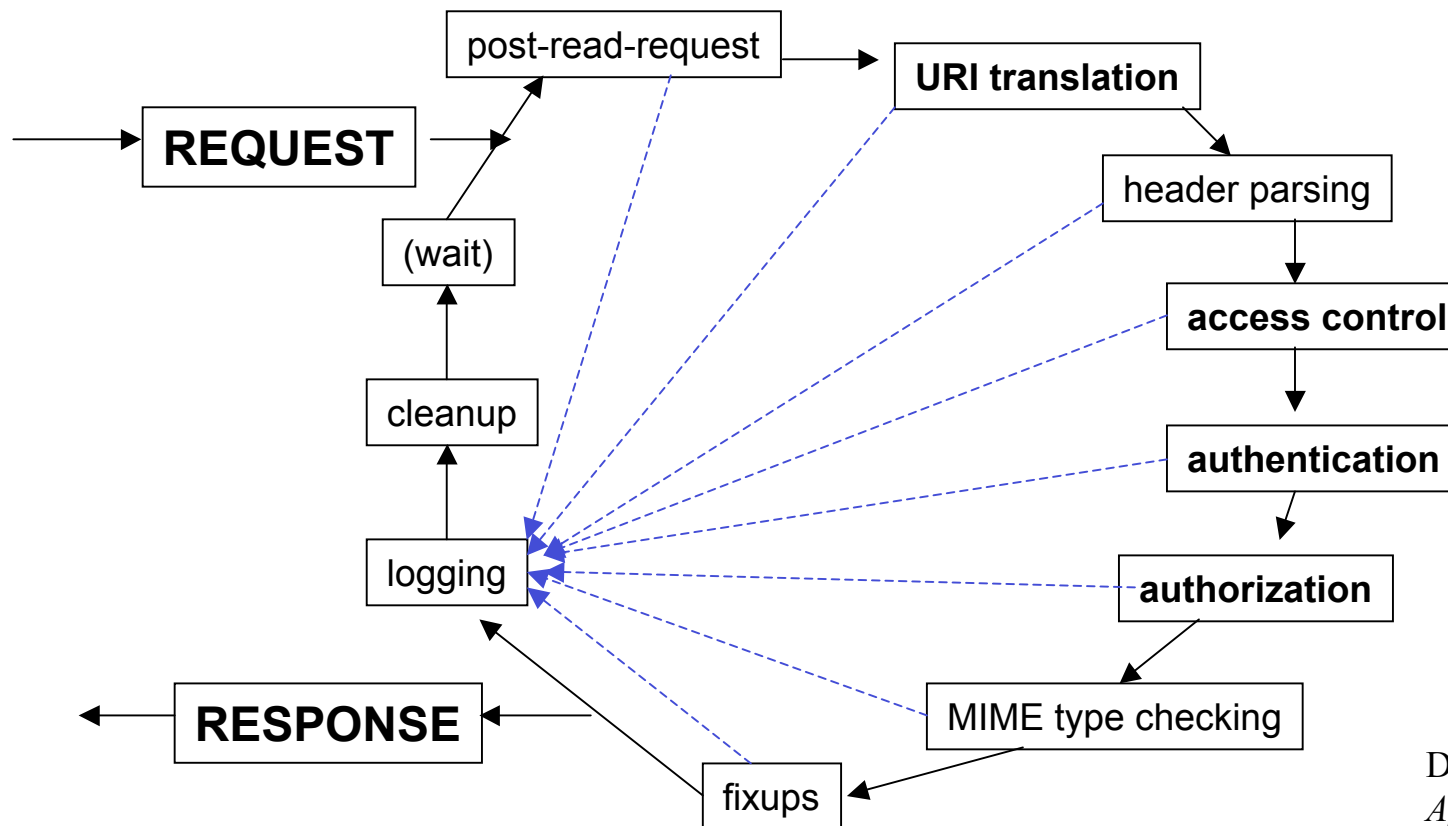 post-read-request
URI translation
REQUEST
header parsing
(wait)
access control
cleanup
authentication
logging
authorization
RESPONSE
MIME type checking
fixups